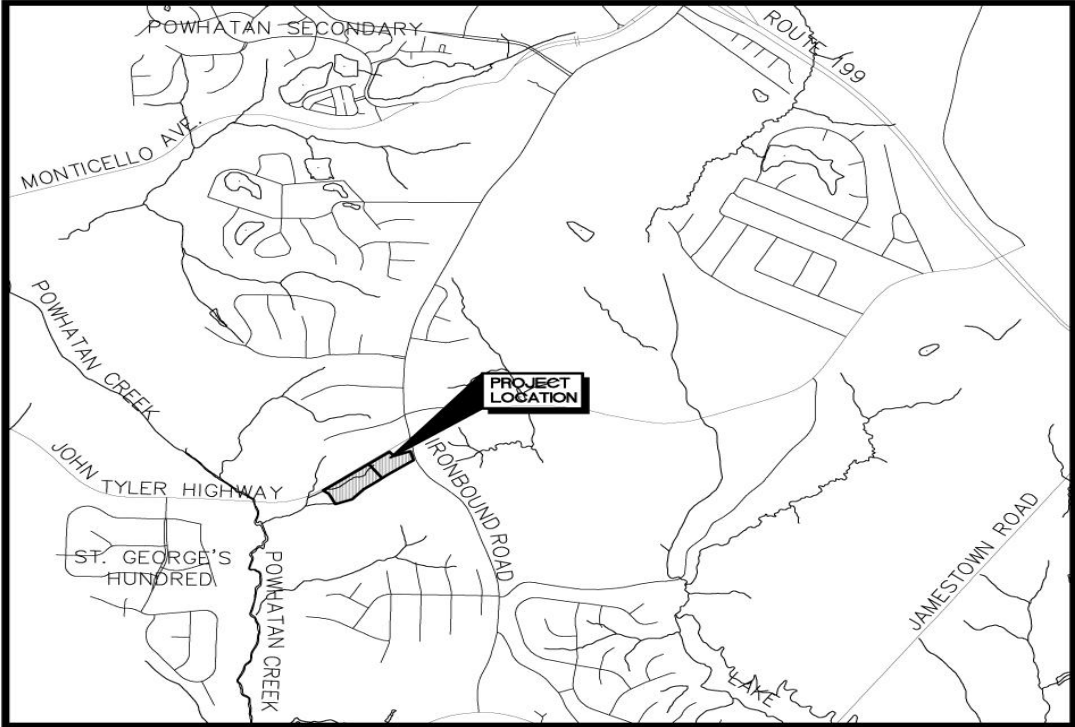 POWHATAN SECONDARY
ROUTE 199
MONTICELLO AVE.
POWHATAN CREEK
PROJECT
LOCATION
JOHN TYLER HIGHWAY
IRONBOUND ROAD
ST. GEORGE'S
HUNDRED
POWHATAN CREEK
JAMESTOWN ROAD
LAKE